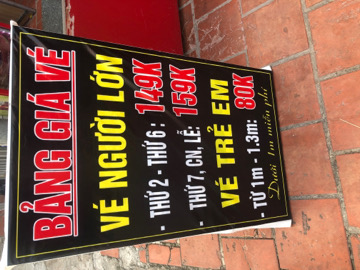 BẢNG GIÁ VÉ
VÉ NGƯỜI LỚN
- THỨ 2 - THỨ 6 : 149K
- THỨ 7, CN, LỄ: 159K
VÉ TRẺ EM
- TỪ 1m - 1.3m: 80K
Dưới 1m miễn phí